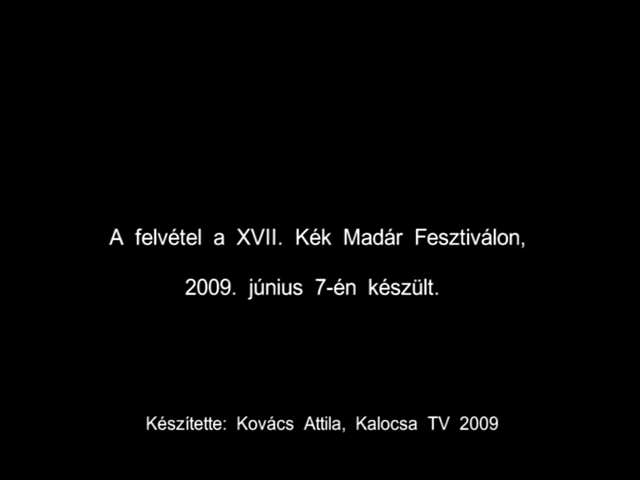 A felvétel a XVII. Kék Madár Fesztiválon,
2009. június 7-én készült.
Készítette: Kovács Attila, Kalocsa TV 2009